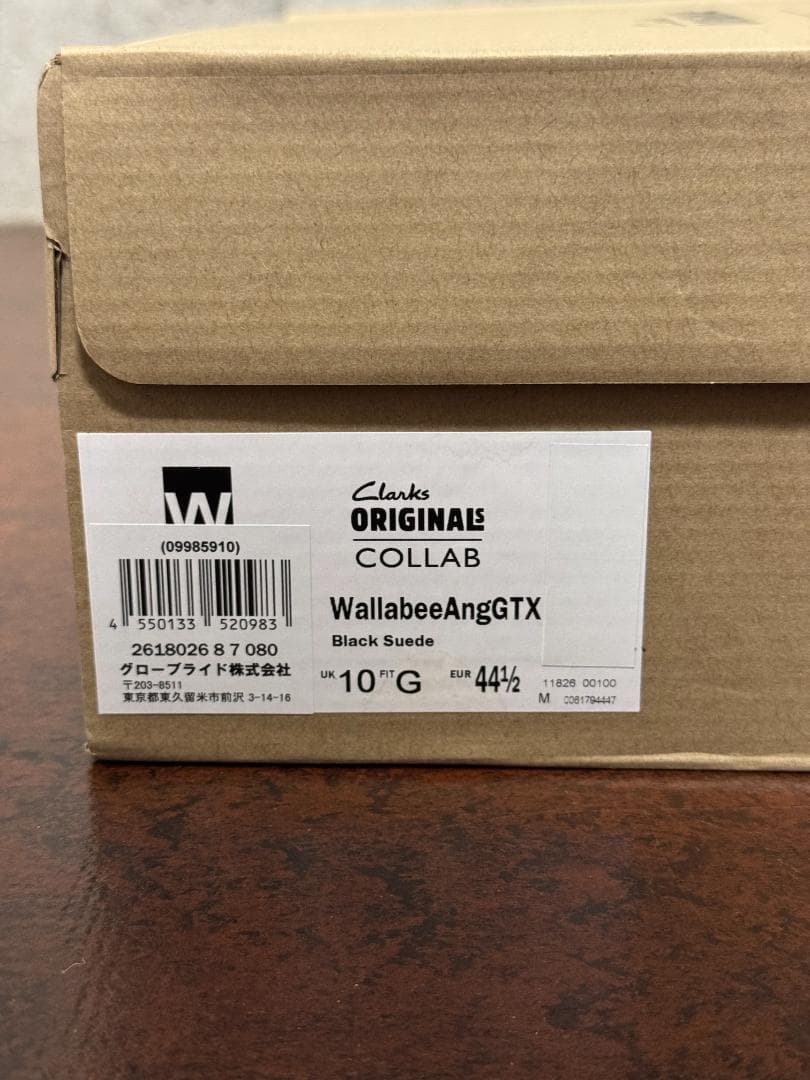 W
(09985910)
4 550133 520983
2618026 8 7 080
グローブライド株式会社
〒203-8511
東京都東久留米市前沢 3-14-16
Clarks
ORIGINALS
COLLAB
WallabeeAngGTX
Black Suede
UK 10 FIT G EUR 44½
11826 00100
M 0061794447